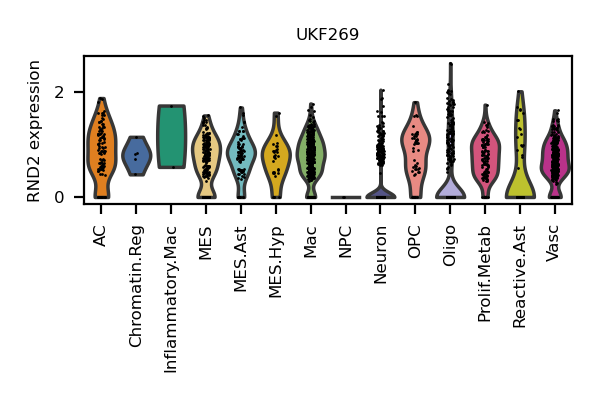 UKF269
RND2 expression
2
0
AC
Chromatin.Reg
Inflammatory.Mac
MES
MES.Ast
MES.Hyp
Mac
NPC
Neuron
OPC
Oligo
Prolif.Metab
Reactive.Ast
Vasc